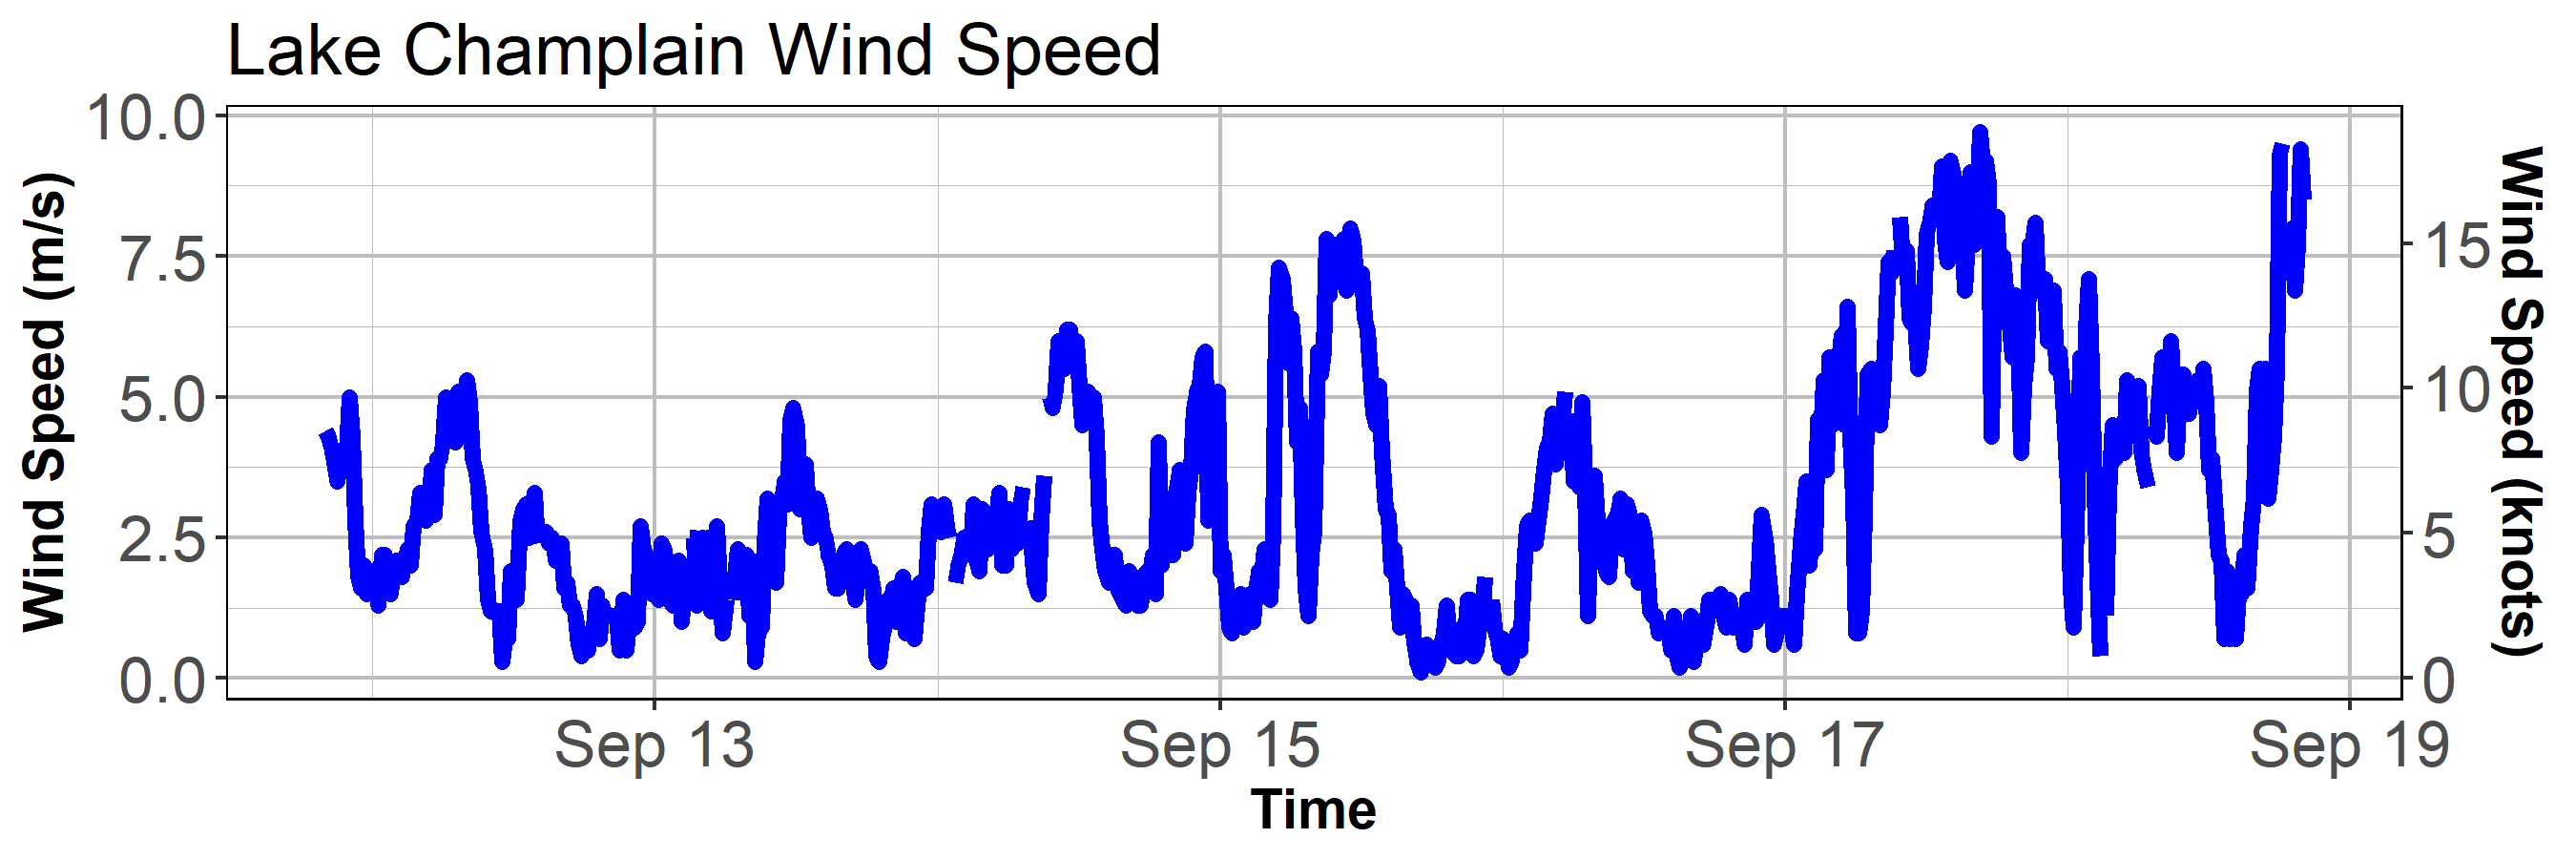 Lake Champlain Wind Speed
Wind Speed (m/s)
10.0
7.5
5.0
2.5
0.0
15
10
5
0
Wind Speed (knots)
Sep 13
Sep 15
Sep 17
Sep 19
Time